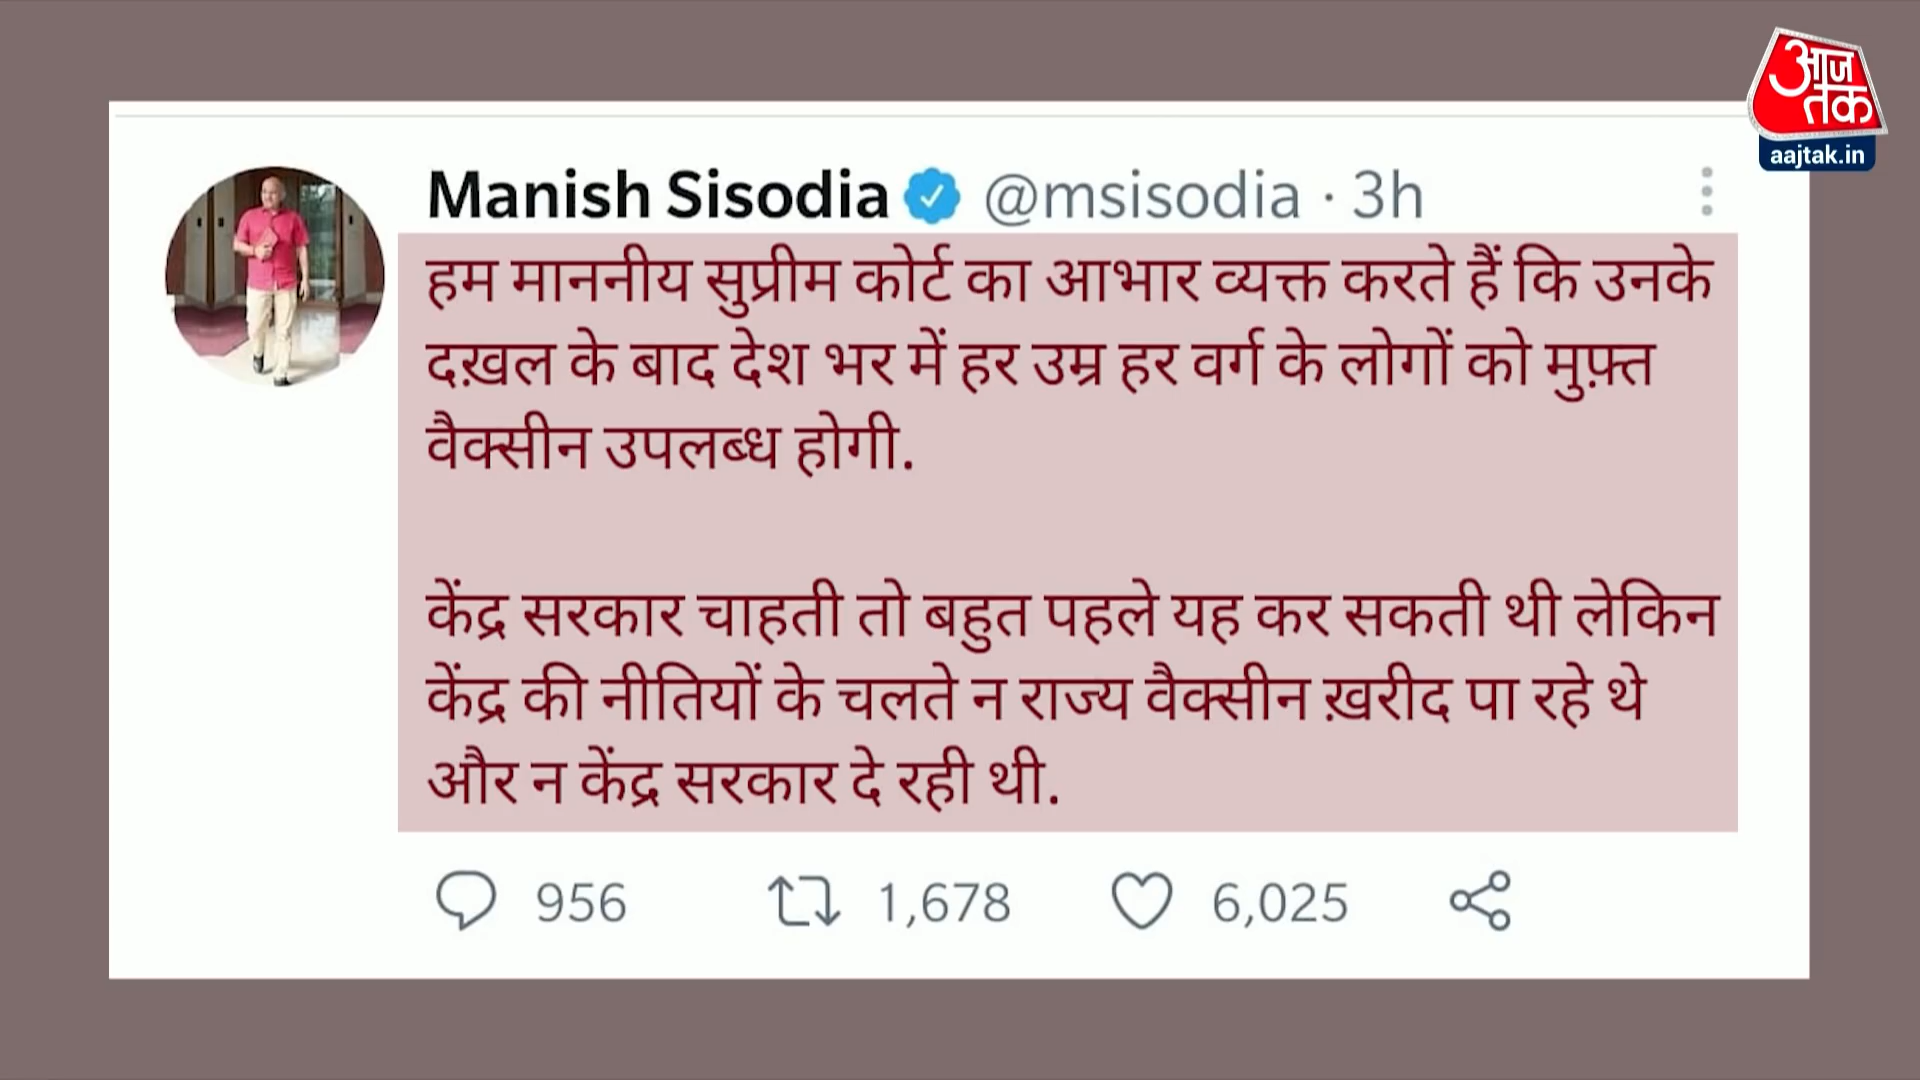 आज
तक
aajtak.in
Manish Sisodia @msisodia · 3h
हम माननीय सुप्रीम कोर्ट का आभार व्यक्त करते हैं कि उनके
दख़ल के बाद देश भर में हर उम्र हर वर्ग के लोगों को मुफ़्त
वैक्सीन उपलब्ध होगी.
केंद्र सरकार चाहती तो बहुत पहले यह कर सकती थी लेकिन
केंद्र की नीतियों के चलते न राज्य वैक्सीन ख़रीद पा रहे थे
और न केंद्र सरकार दे रही थी.
956 1,678 6,025